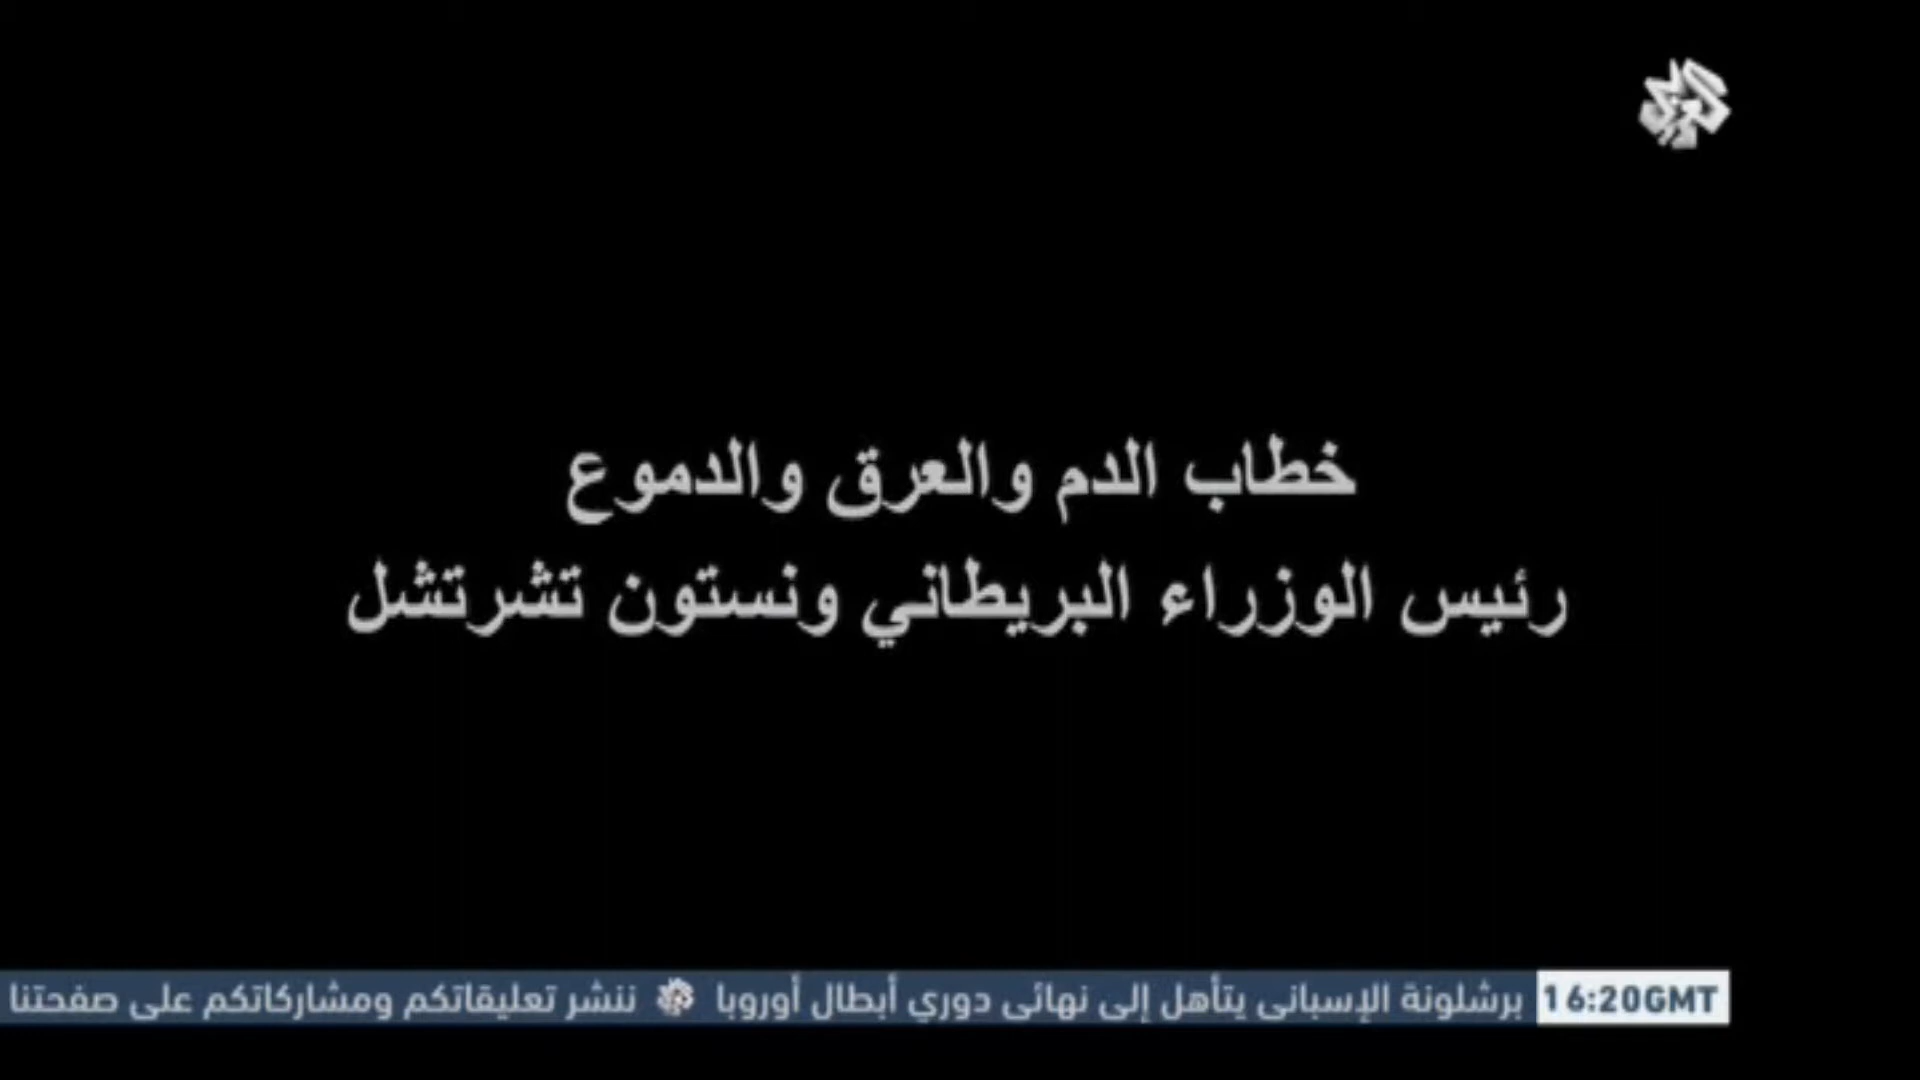 خطاب الدم والعرق والدموع
رئيس الوزراء البريطاني ونستون تشرتشل
16:20GMT برشلونة الإسباني يتأهل إلى نهائي دوري أبطال أوروبا ننشر تعليقاتكم ومشاركاتكم على صفحتنا